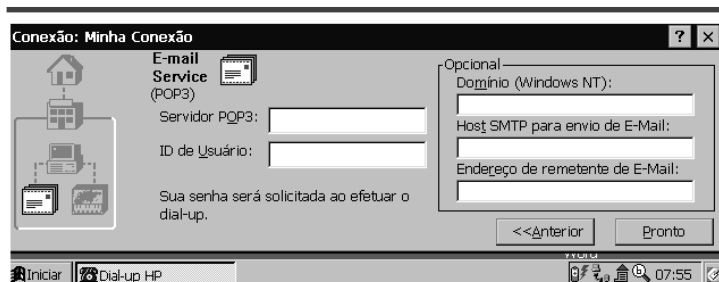 Conexão: Minha Conexão
? ×
E-mail
Service
(POP3)
Servidor POP3:
ID de Usuário:
Sua senha será solicitada ao efetuar o
dial-up.
Opcional
Domínio (Windows NT):
Host SMTP para envio de E-Mail:
Endereço de remetente de E-Mail:
<<Anterior
Pronto
Word
Iniciar
Dial-up HP
07:55